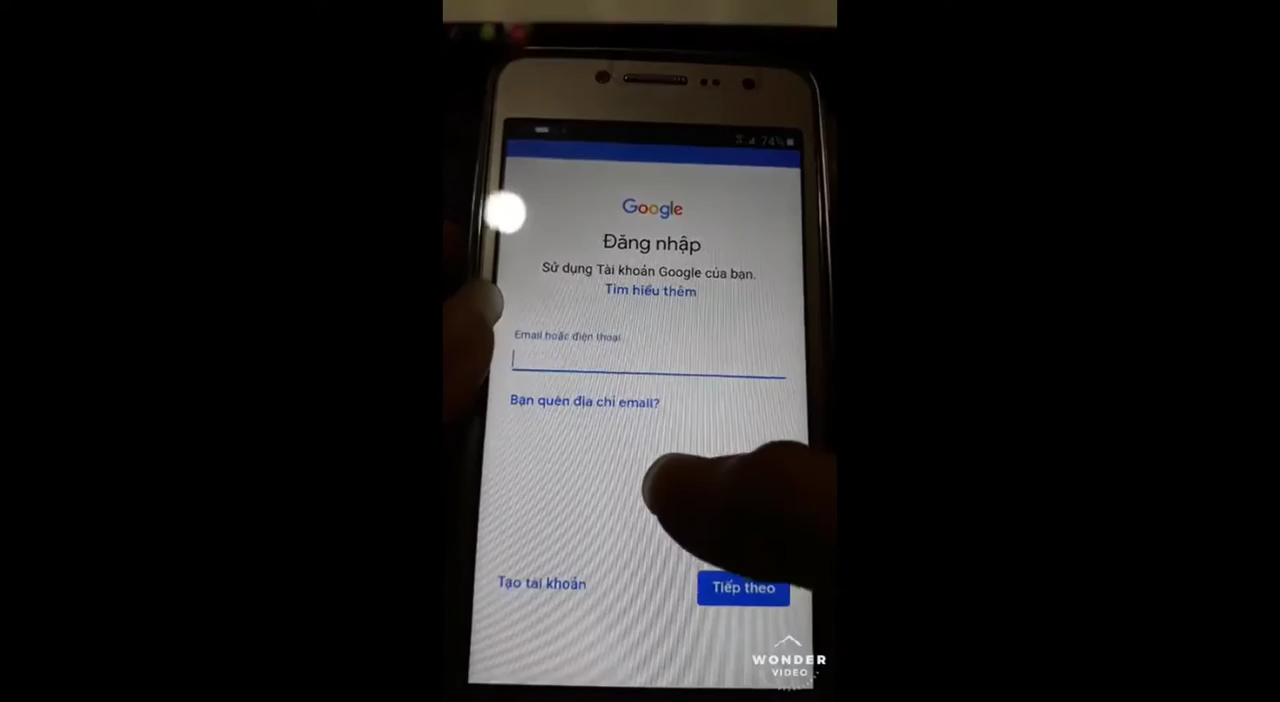 74%
Google
Đăng nhập
Sử dụng Tài khoản Google của bạn.
Tìm hiểu thêm
Email hoặc điện thoại
Bạn quên địa chỉ email?
Tạo tài khoản
Tiếp theo
WONDER
VIDEO